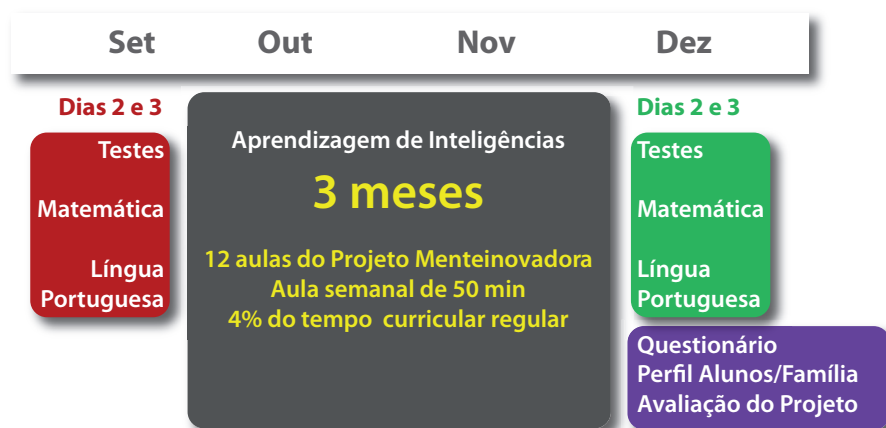 Set Out Nov Dez
Dias 2 e 3
Testes
Matemática
Língua
Portuguesa
Aprendizagem de Inteligências
3 meses
12 aulas do Projeto Menteinovadora
Aula semanal de 50 min
4% do tempo curricular regular
Dias 2 e 3
Testes
Matemática
Língua
Portuguesa
Questionário
Perfil Alunos/Família
Avaliação do Projeto